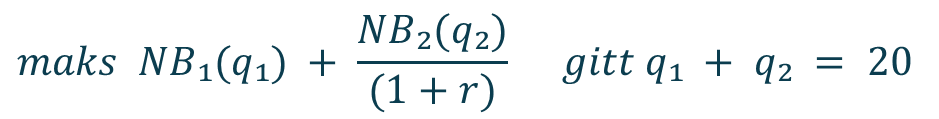 maks NB₁(q₁) + NB₂(q₂)/(1 + r) gitt q₁ + q₂ = 20